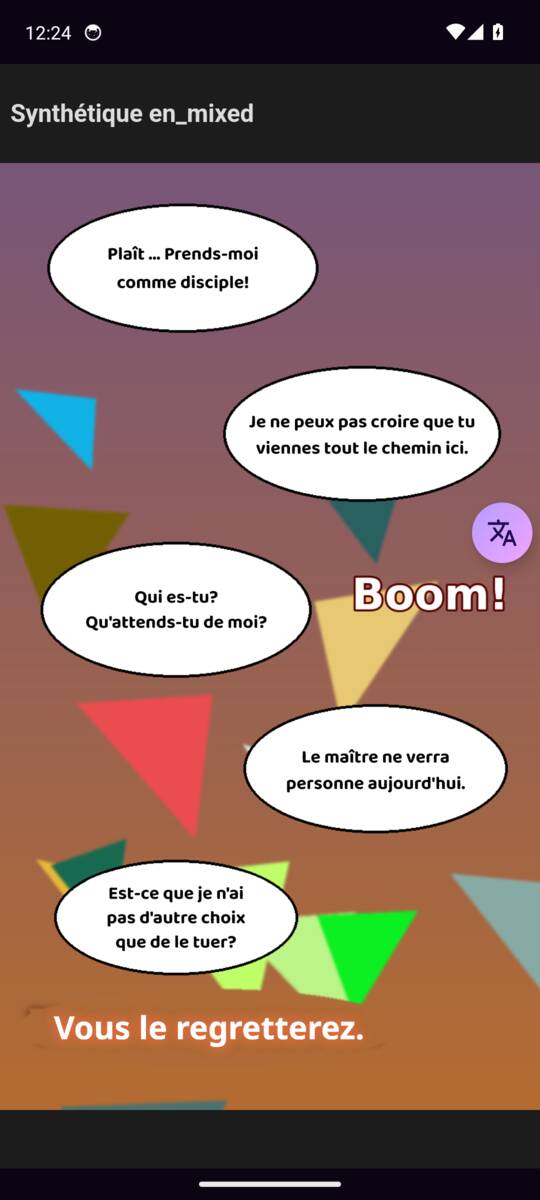 12:24
Synthétique en_mixed
Plaît ... Prends-moi
comme disciple!
Je ne peux pas croire que tu
viennes tout le chemin ici.
Qui es-tu?
Qu'attends-tu de moi?
Boom!
Le maître ne verra
personne aujourd'hui.
Est-ce que je n'ai
pas d'autre choix
que de le tuer?
Vous le regretterez.